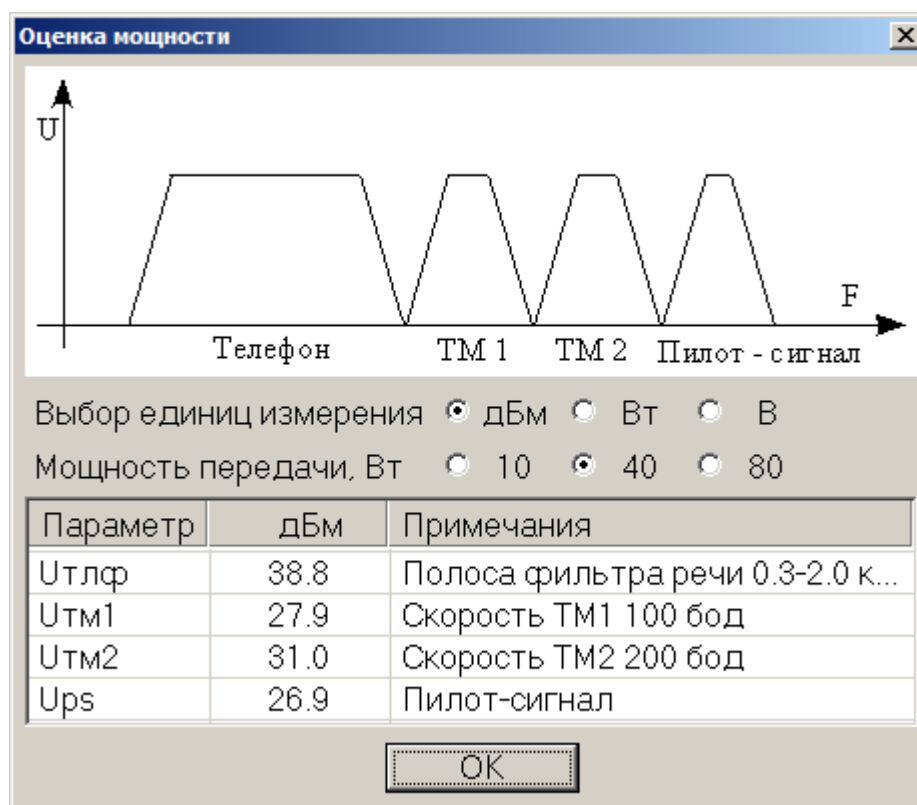 Оценка мощности
U
F
Телефон ТМ 1 ТМ 2 Пилот - сигнал
Выбор единиц измерения дБм Вт В
Мощность передачи, Вт 10 40 80
Параметр дБм Примечания
Uтлф 38.8 Полоса фильтра речи 0.3-2.0 к...
Uтм1 27.9 Скорость ТМ1 100 бод
Uтм2 31.0 Скорость ТМ2 200 бод
Ups 26.9 Пилот-сигнал
OK